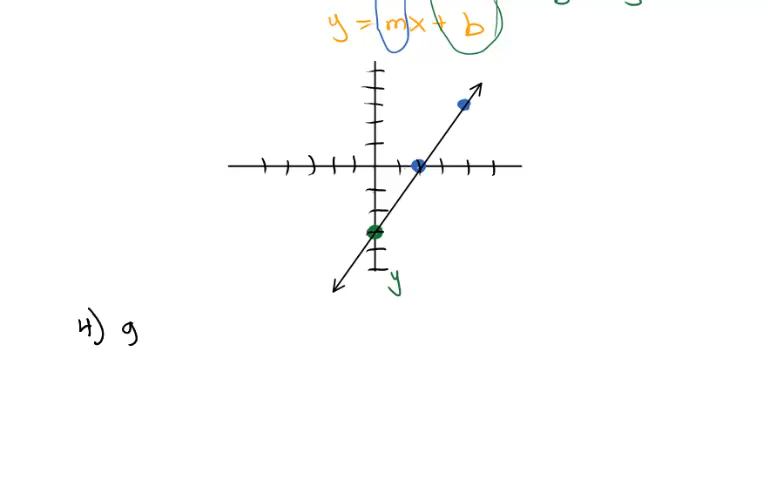 y = mx + b
y
4) g